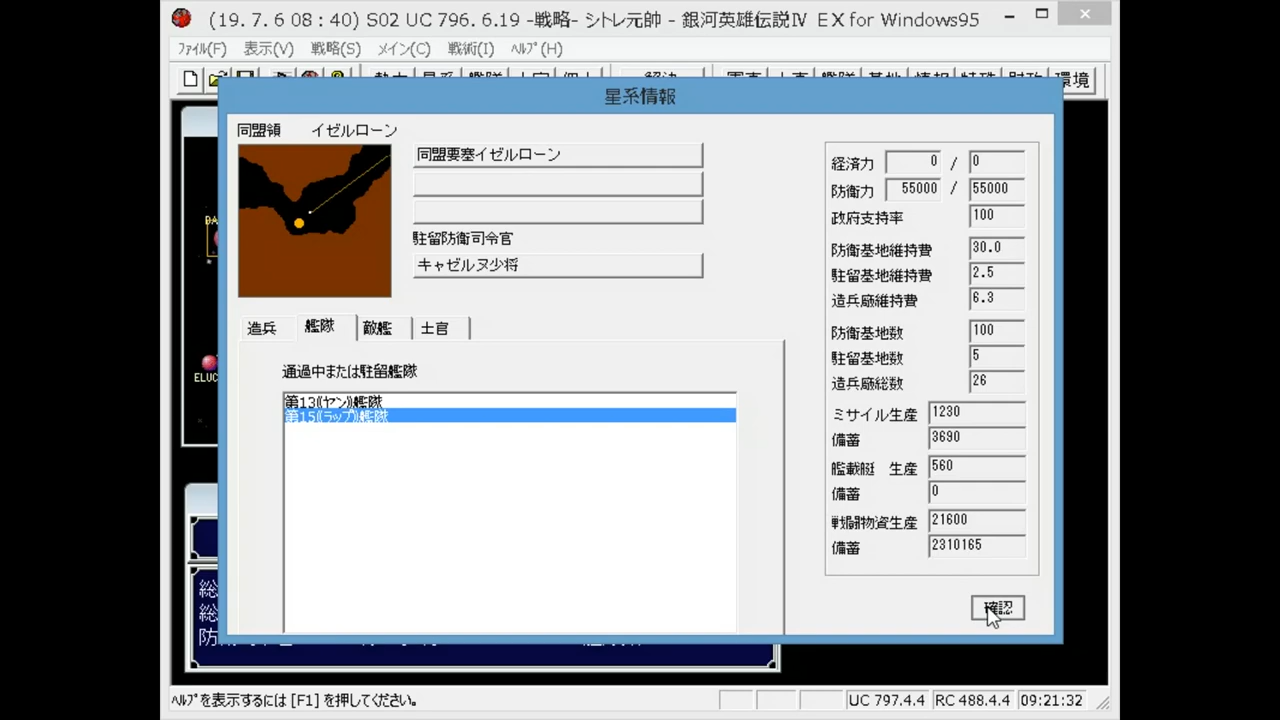 (19. 7. 6 08 : 40) S02 UC 796. 6.19 -戦略- シトレ元帥 - 銀河英雄伝説Ⅳ EX for Windows95
ﾌｧｲﾙ(F) 表示(V) 戦略(S) メイン(C) 戦術(I) ﾍﾙﾌﾟ(H)
環境
星系情報
同盟領 イゼルローン
同盟要塞イゼルローン
駐留防衛司令官
キャゼルヌ少将
造兵 艦隊 敵艦 士官
通過中または駐留艦隊
第13((ヤン))艦隊
第15((ラップ))艦隊
経済力 0 / 0
防衛力 55000 / 55000
政府支持率 100
防衛基地維持費 30.0
駐留基地維持費 2.5
造兵廠維持費 6.3
防衛基地数 100
駐留基地数 5
造兵廠総数 26
ミサイル生産 1230
備蓄 3690
艦載艇 生産 560
備蓄 0
戦闘物資生産 21600
備蓄 2310165
確認
ELUC
総
総
防
ﾍﾙﾌﾟを表示するには [F1] を押してください。
UC 797.4.4 RC 488.4.4 09:21:32